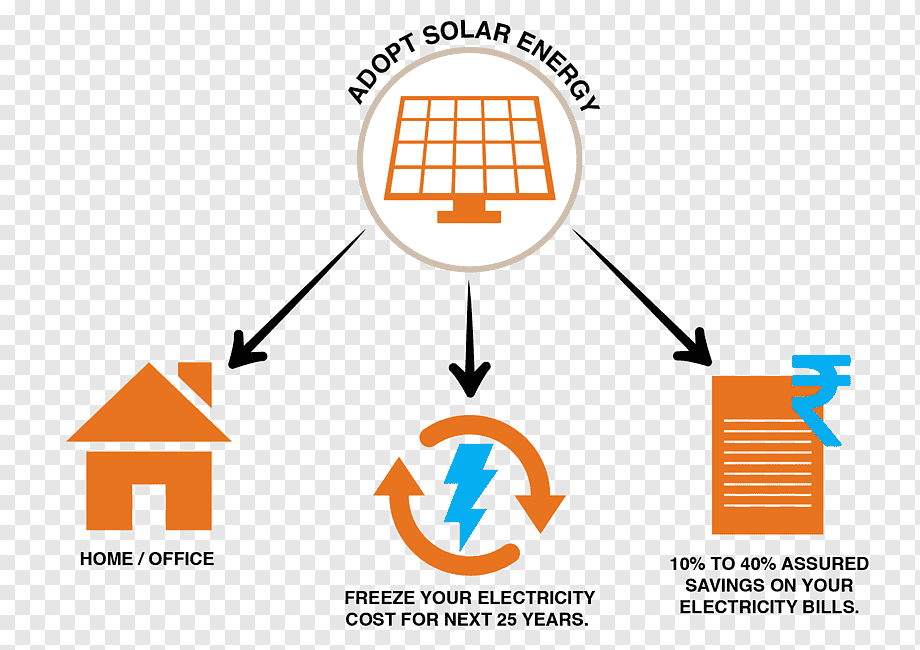 ADOPT SOLAR ENERGY
HOME / OFFICE
FREEZE YOUR ELECTRICITY
COST FOR NEXT 25 YEARS.
10% TO 40% ASSURED
SAVINGS ON YOUR
ELECTRICITY BILLS.
₹